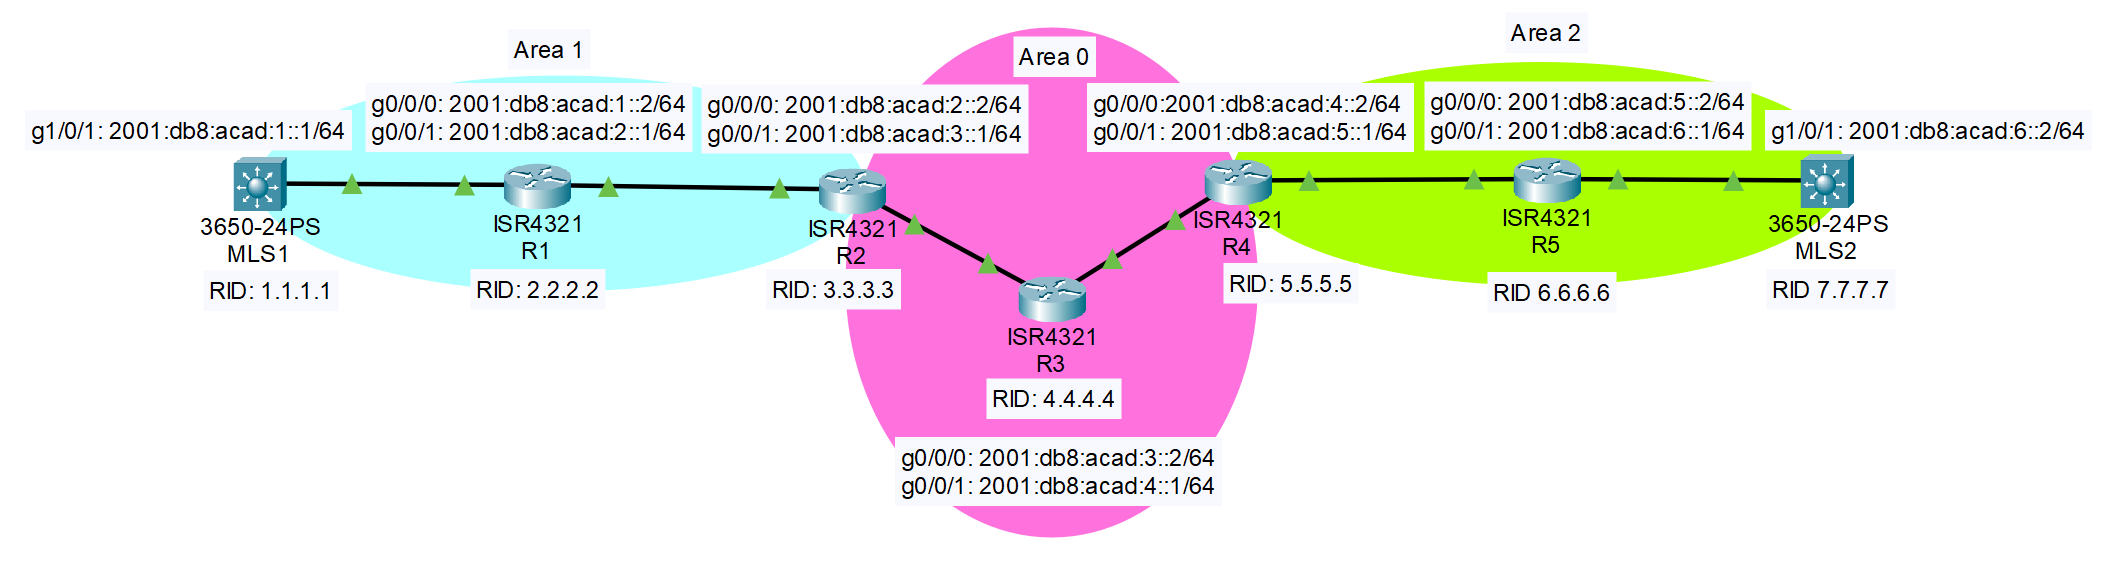 Area 1
Area 0
Area 2
g1/0/1: 2001:db8:acad:1::1/64
g0/0/0: 2001:db8:acad:1::2/64
g0/0/1: 2001:db8:acad:2::1/64
g0/0/0: 2001:db8:acad:2::2/64
g0/0/1: 2001:db8:acad:3::1/64
g0/0/0:2001:db8:acad:4::2/64
g0/0/1: 2001:db8:acad:5::1/64
g0/0/0: 2001:db8:acad:5::2/64
g0/0/1: 2001:db8:acad:6::1/64
g1/0/1: 2001:db8:acad:6::2/64
3650-24PS
MLS1
RID: 1.1.1.1
ISR4321
R1
RID: 2.2.2.2
ISR4321
R2
RID: 3.3.3.3
ISR4321
R3
RID: 4.4.4.4
g0/0/0: 2001:db8:acad:3::2/64
g0/0/1: 2001:db8:acad:4::1/64
ISR4321
R4
RID: 5.5.5.5
ISR4321
R5
RID 6.6.6.6
3650-24PS
MLS2
RID 7.7.7.7